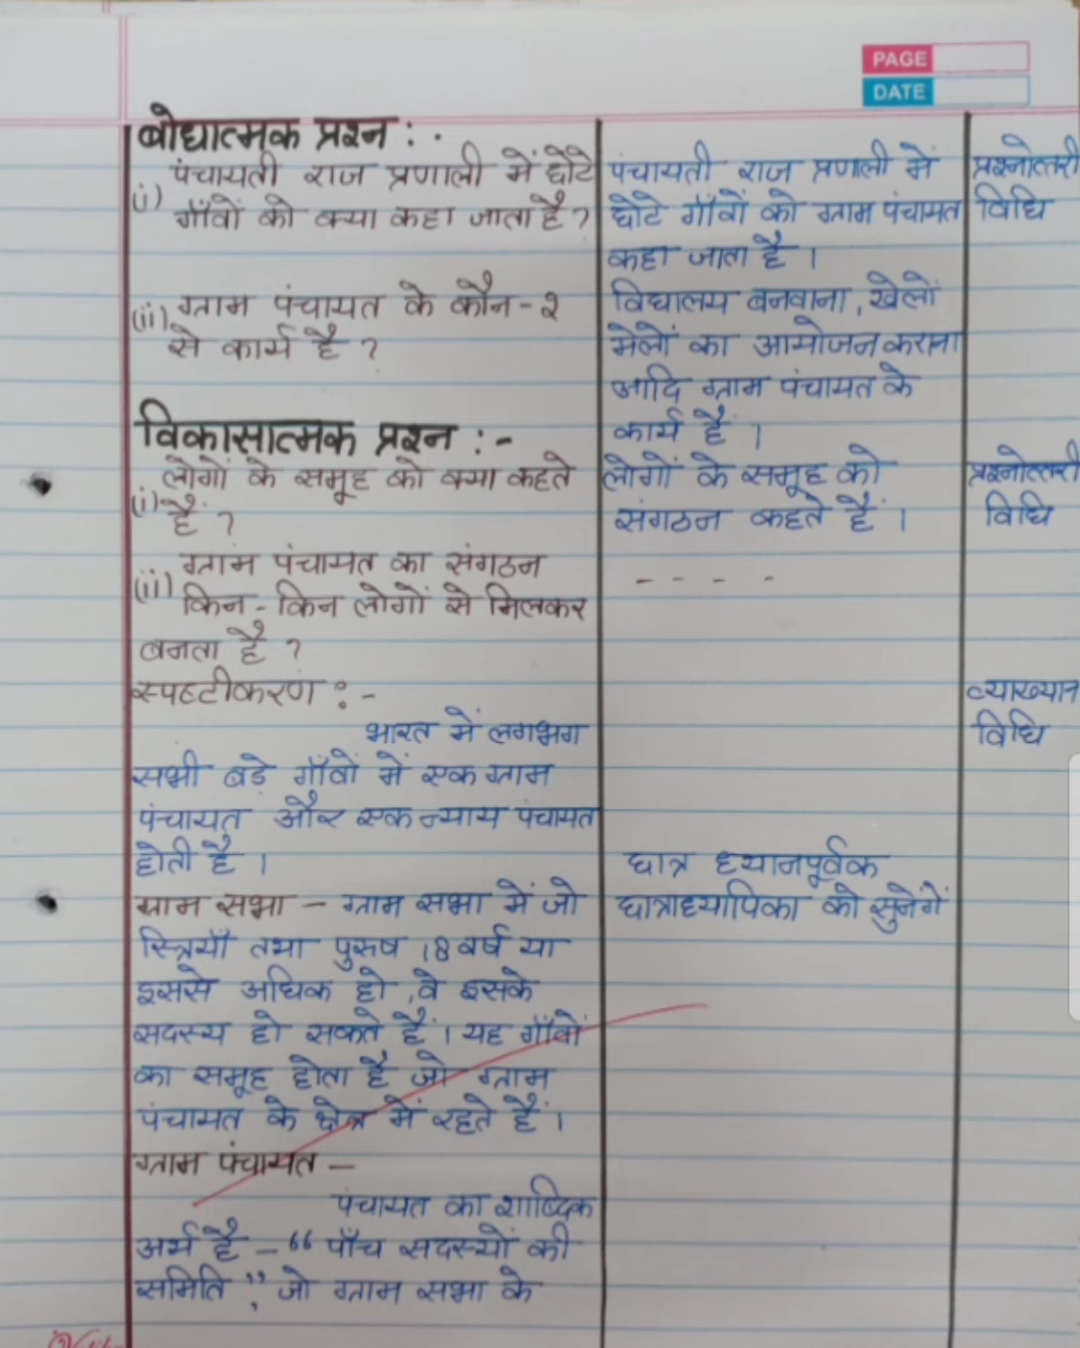 PAGE
DATE
बोधात्मक प्रश्न :-
(i) पंचायती राज प्रणाली में छोटे
गाँवों को क्या कहा जाता है ?
(ii) ग्राम पंचायत के कौन-२
से कार्य है ?
विकासात्मक प्रश्न :-
(i) लोगों के समूह को क्या कहते
हैं ?
(ii) ग्राम पंचायत का संगठन
किन-किन लोगों से मिलकर
बनता है ?
स्पष्टीकरण :-
भारत में लगभग
सभी बड़े गाँवों में एक ग्राम
पंचायत और एक न्याय पंचायत
होती है ।
ग्राम सभा - ग्राम सभा में जो
स्त्रियाँ तथा पुरुष 18 वर्ष या
इससे अधिक हो , वे इसके
सदस्य हो सकते हैं । यह गाँवों
का समूह होता है जो ग्राम
पंचायत के क्षेत्र में रहते हैं ।
ग्राम पंचायत -
पंचायत का शाब्दिक
अर्थ है - “ पाँच सदस्यों की
समिति ”, जो ग्राम सभा के
पंचायती राज प्रणाली में
छोटे गाँवों को ग्राम पंचायत
कहा जाता है ।
विद्यालय बनवाना , खेलों
मेलों का आयोजन कराना
आदि ग्राम पंचायत के
कार्य हैं ।
लोगों के समूह को
संगठन कहते हैं ।
- - - -
छात्र ध्यानपूर्वक
छात्राध्यापिका को सुनेगें
प्रश्नोत्तरी
विधि
प्रश्नोत्तरी
विधि
व्याख्यान
विधि